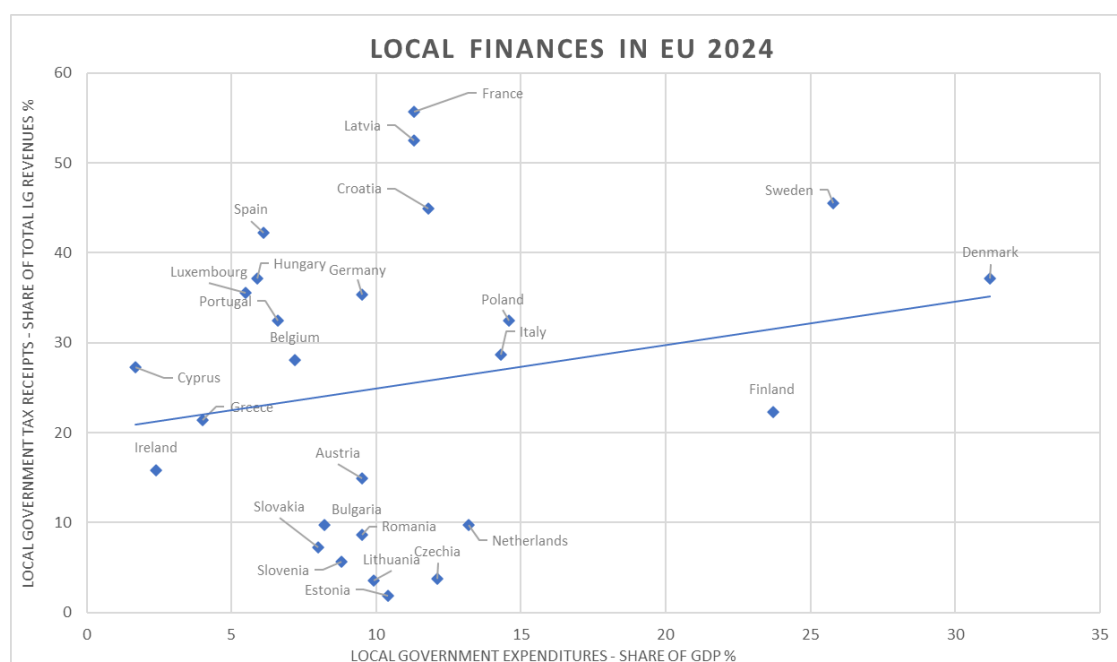 LOCAL FINANCES IN EU 2024
LOCAL GOVERNMENT TAX RECEIPTS - SHARE OF TOTAL LG REVENUES %
60
50
40
30
20
10
0
France
Latvia
Croatia
Sweden
Spain
Denmark
Hungary
Luxembourg
Germany
Portugal
Poland
Italy
Belgium
Cyprus
Finland
Greece
Ireland
Austria
Slovakia
Bulgaria
Romania
Netherlands
Czechia
Lithuania
Slovenia
Estonia
0 5 10 15 20 25 30 35
LOCAL GOVERNMENT EXPENDITURES - SHARE OF GDP %